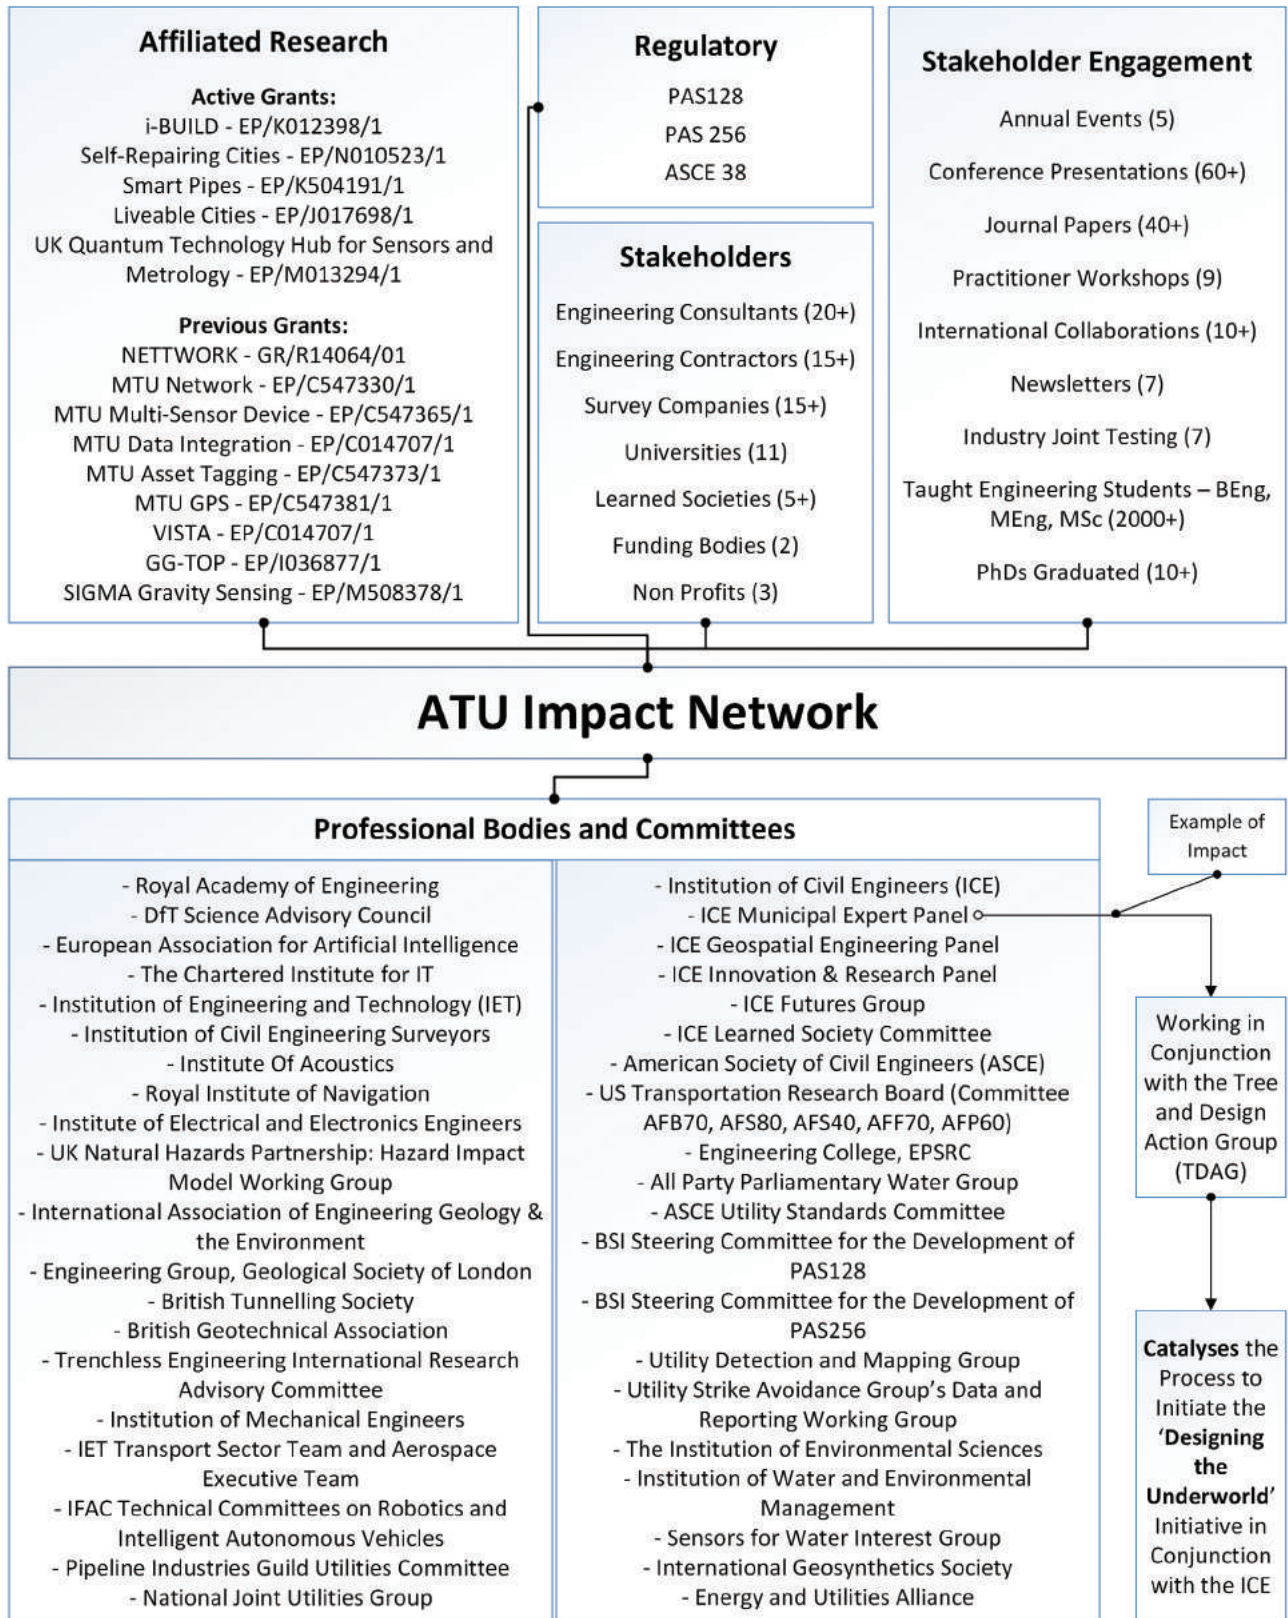 Affiliated Research
Active Grants:
i-BUILD - EP/K012398/1
Self-Repairing Cities - EP/N010523/1
Smart Pipes - EP/K504191/1
Liveable Cities - EP/J017698/1
UK Quantum Technology Hub for Sensors and
Metrology - EP/M013294/1
Previous Grants:
NETTWORK - GR/R14064/01
MTU Network - EP/C547330/1
MTU Multi-Sensor Device - EP/C547365/1
MTU Data Integration - EP/C014707/1
MTU Asset Tagging - EP/C547373/1
MTU GPS - EP/C547381/1
VISTA - EP/C014707/1
GG-TOP - EP/I036877/1
SIGMA Gravity Sensing - EP/M508378/1
Regulatory
PAS128
PAS 256
ASCE 38
Stakeholders
Engineering Consultants (20+)
Engineering Contractors (15+)
Survey Companies (15+)
Universities (11)
Learned Societies (5+)
Funding Bodies (2)
Non Profits (3)
Stakeholder Engagement
Annual Events (5)
Conference Presentations (60+)
Journal Papers (40+)
Practitioner Workshops (9)
International Collaborations (10+)
Newsletters (7)
Industry Joint Testing (7)
Taught Engineering Students – BEng,
MEng, MSc (2000+)
PhDs Graduated (10+)
ATU Impact Network
Professional Bodies and Committees
- Royal Academy of Engineering
- DfT Science Advisory Council
- European Association for Artificial Intelligence
- The Chartered Institute for IT
- Institution of Engineering and Technology (IET)
- Institution of Civil Engineering Surveyors
- Institute Of Acoustics
- Royal Institute of Navigation
- Institute of Electrical and Electronics Engineers
- UK Natural Hazards Partnership: Hazard Impact
Model Working Group
- International Association of Engineering Geology &
the Environment
- Engineering Group, Geological Society of London
- British Tunnelling Society
- British Geotechnical Association
- Trenchless Engineering International Research
Advisory Committee
- Institution of Mechanical Engineers
- IET Transport Sector Team and Aerospace
Executive Team
- IFAC Technical Committees on Robotics and
Intelligent Autonomous Vehicles
- Pipeline Industries Guild Utilities Committee
- National Joint Utilities Group
- Institution of Civil Engineers (ICE)
- ICE Municipal Expert Panel
- ICE Geospatial Engineering Panel
- ICE Innovation & Research Panel
- ICE Futures Group
- ICE Learned Society Committee
- American Society of Civil Engineers (ASCE)
- US Transportation Research Board (Committee
AFB70, AFS80, AFS40, AFF70, AFP60)
- Engineering College, EPSRC
- All Party Parliamentary Water Group
- ASCE Utility Standards Committee
- BSI Steering Committee for the Development of
PAS128
- BSI Steering Committee for the Development of
PAS256
- Utility Detection and Mapping Group
- Utility Strike Avoidance Group's Data and
Reporting Working Group
- The Institution of Environmental Sciences
- Institution of Water and Environmental
Management
- Sensors for Water Interest Group
- International Geosynthetics Society
- Energy and Utilities Alliance
Example of
Impact
Working in
Conjunction
with the Tree
and Design
Action Group
(TDAG)
Catalyses the
Process to
Initiate the
‘Designing
the
Underworld’
Initiative in
Conjunction
with the ICE